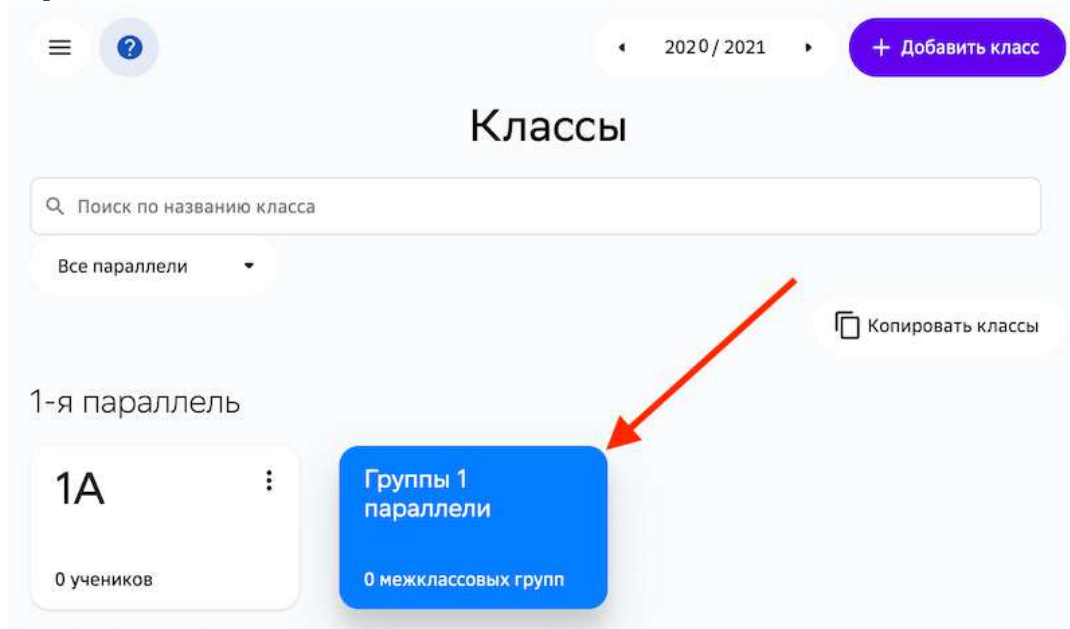 ?
2020 / 2021
+ Добавить класс
Классы
Поиск по названию класса
Все параллели
Копировать классы
1-я параллель
1А
0 учеников
Группы 1
параллели
0 межклассовых групп